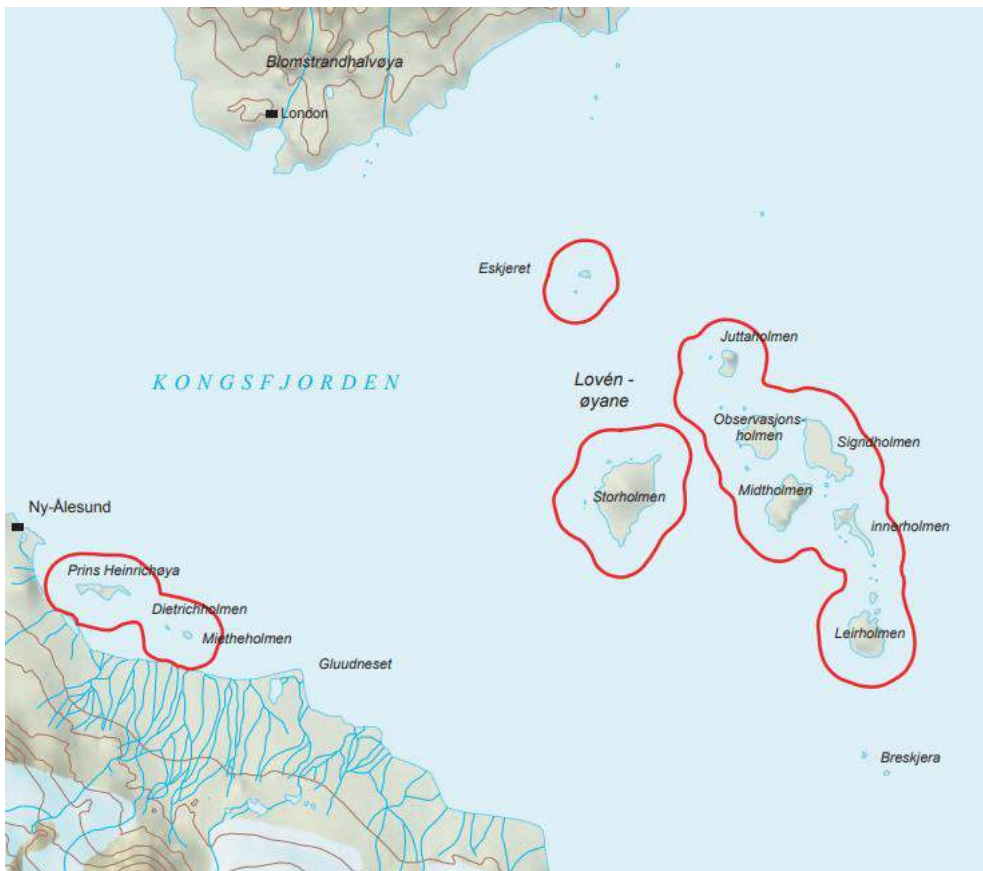 Blomstrandhalvøya
London
Eskjeret
Juttaholmen
KONGSFJORDEN
Lovén -
øyane
Observasjons-
holmen
Signdholmen
Storholmen
Midtholmen
innerholmen
Ny-Ålesund
Prins Heinrichøya
Dietrichholmen
Mietheholmen
Leirholmen
Gluudneset
Breskjera